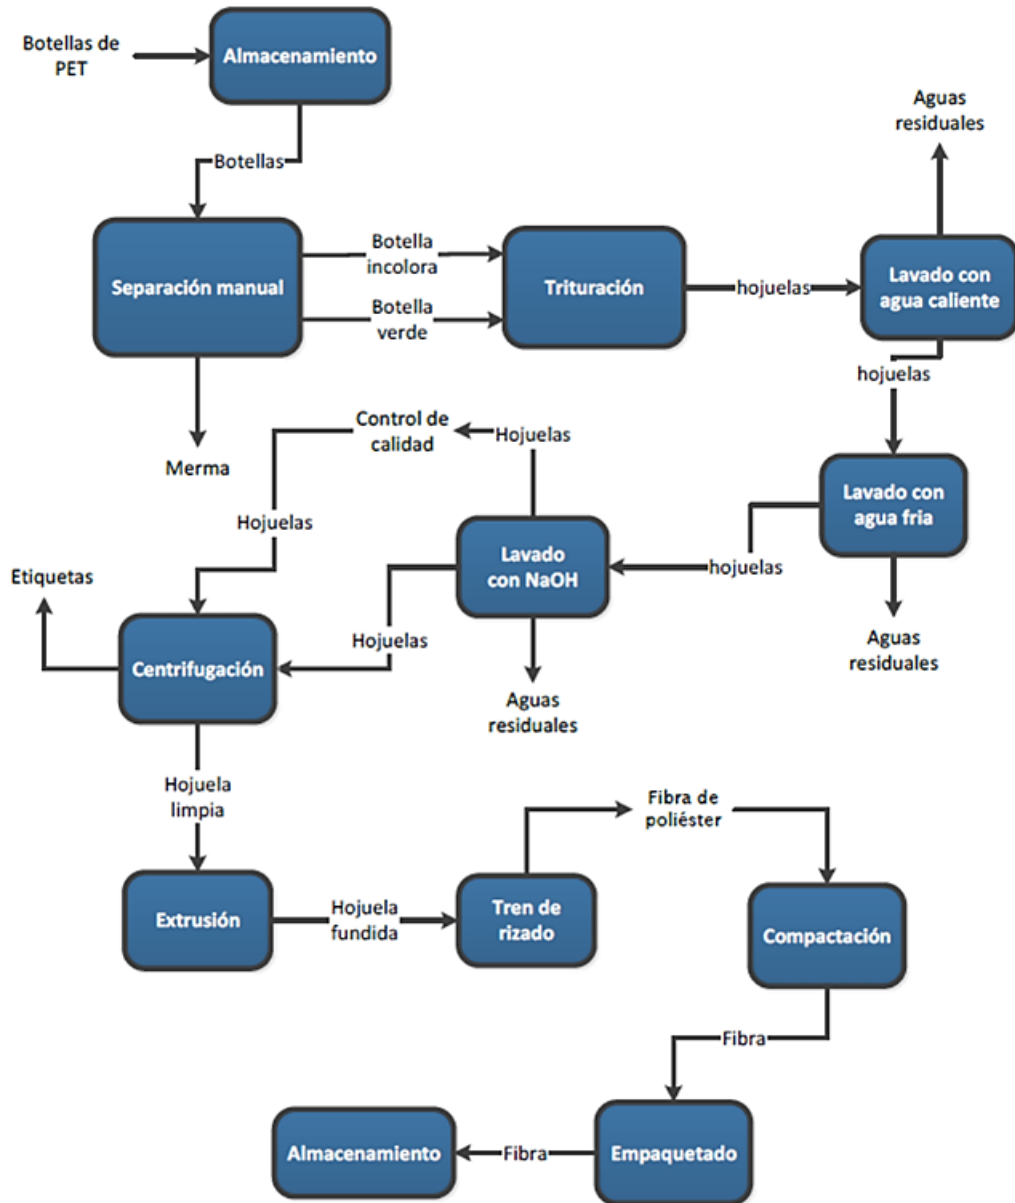 Botellas de
PET
Almacenamiento
Botellas
Aguas
residuales
Separación manual
Botella
incolora
Botella
verde
Trituración
hojuelas
Lavado con
agua caliente
hojuelas
Merma
Control de
calidad
Hojuelas
Lavado con
agua fria
Hojuelas
Lavado
con NaOH
hojuelas
Etiquetas
Hojuelas
Centrifugación
Aguas
residuales
Aguas
residuales
Hojuela
limpia
Fibra de
poliéster
Extrusión
Hojuela
fundida
Tren de
rizado
Compactación
Fibra
Almacenamiento
Fibra
Empaquetado